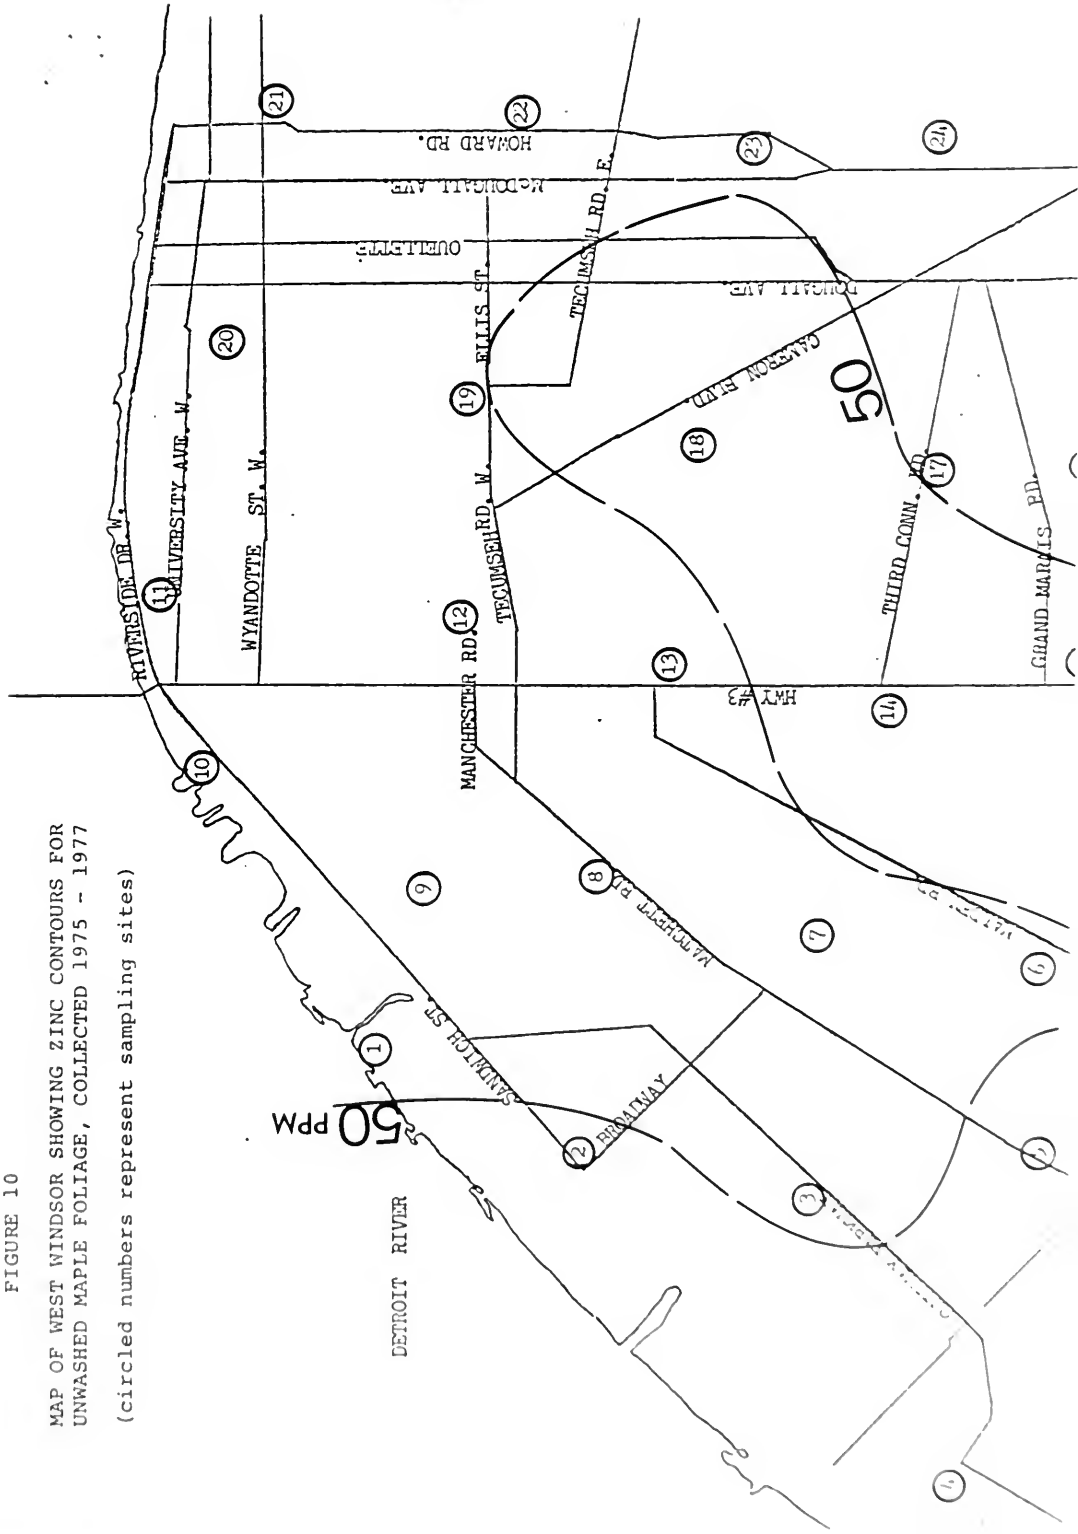 FIGURE 10
MAP OF WEST WINDSOR SHOWING ZINC CONTOURS FOR
UNWASHED MAPLE FOLIAGE, COLLECTED 1975 - 1977
(circled numbers represent sampling sites)
DETROIT RIVER
50 PPM
50
RIVERSIDE DR. W.
UNIVERSITY AVE. W.
WYANDOTTE ST. W.
MANCHESTER RD.
TECUMSEH RD. W.
ELLIS ST.
TECUMSEH RD. E.
HOWARD RD.
McDOUGALL AVE.
OUELLETTE
DOUGALL AVE.
CAMERON BLVD
THIRD CONN. RD.
GRAND MARAIS RD.
HWY #3
MATCHETT RD
SANDWICH ST.
BROADWAY
1
2
3
4
5
6
7
8
9
10
11
12
13
14
17
18
19
20
21
22
23
24